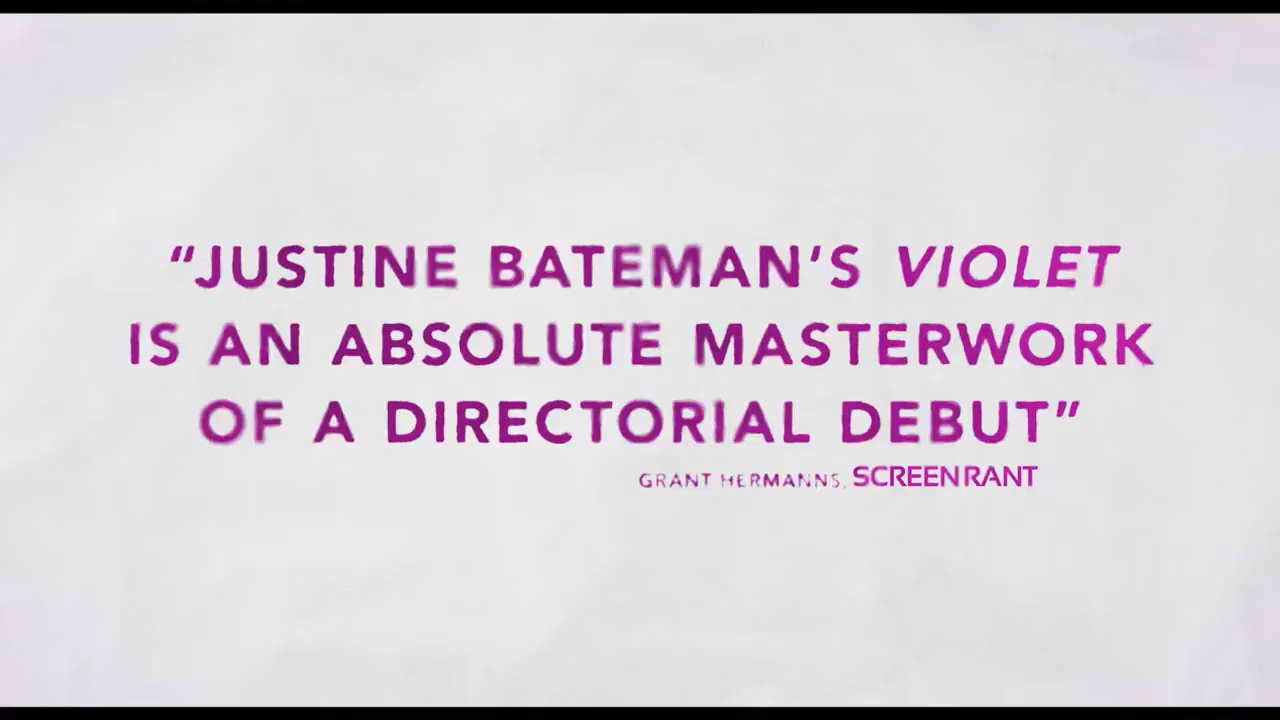 “JUSTINE BATEMAN’S VIOLET
IS AN ABSOLUTE MASTERWORK
OF A DIRECTORIAL DEBUT”
GRANT HERMANNS, SCREENRANT